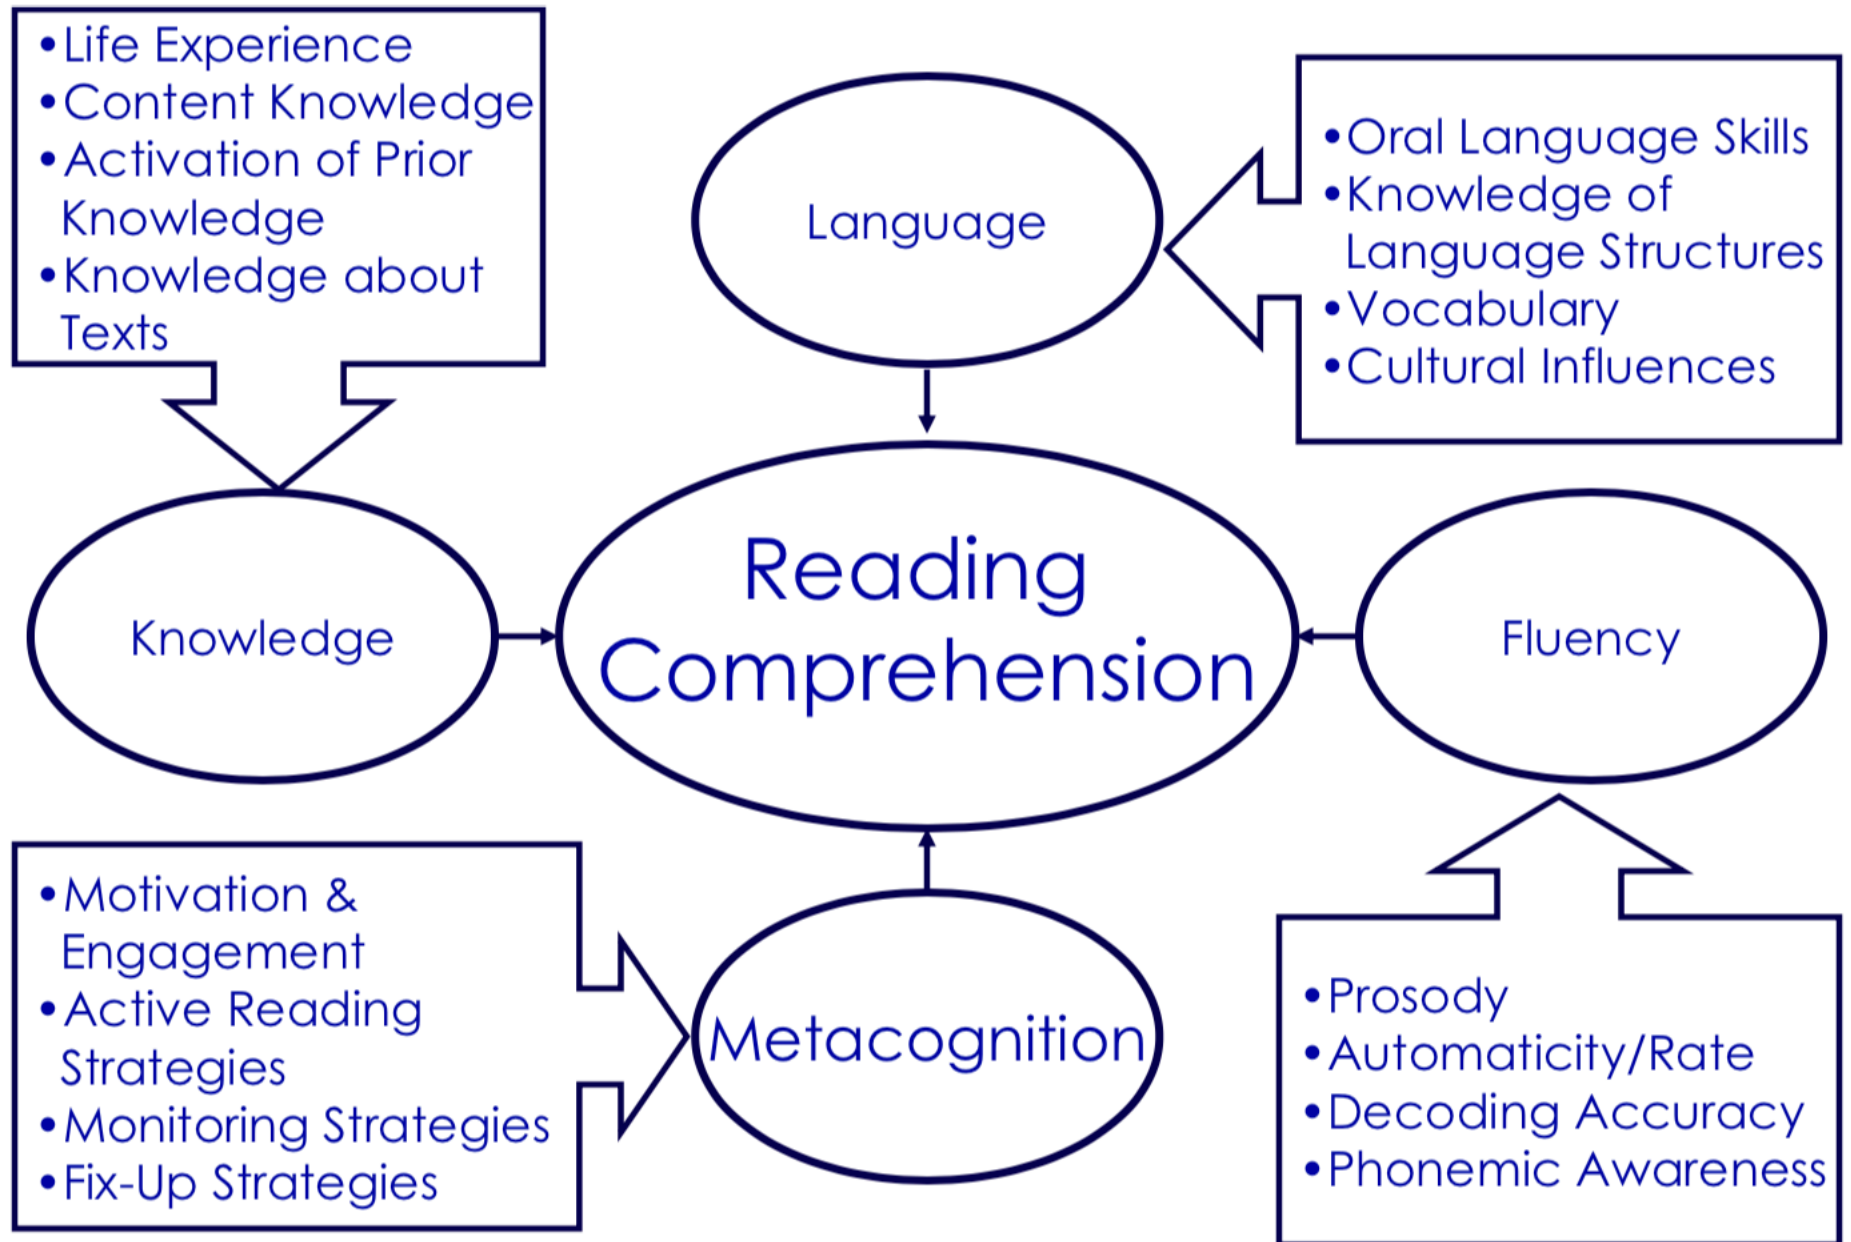 •Life Experience
•Content Knowledge
•Activation of Prior
Knowledge
•Knowledge about
Texts
Language
•Oral Language Skills
•Knowledge of
Language Structures
•Vocabulary
•Cultural Influences
Knowledge
Reading
Comprehension
Fluency
•Motivation &
Engagement
•Active Reading
Strategies
•Monitoring Strategies
•Fix-Up Strategies
Metacognition
•Prosody
•Automaticity/Rate
•Decoding Accuracy
•Phonemic Awareness